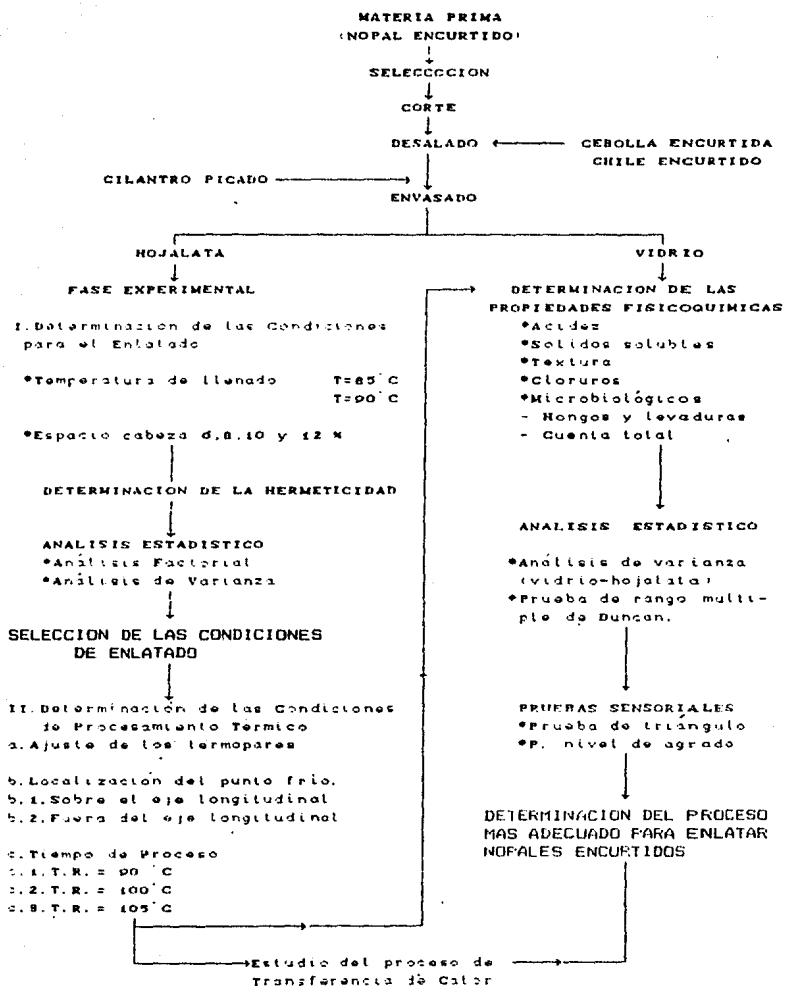 MATERIA PRIMA
(NOPAL ENCURTIDO)
SELECCCCION
CORTE
DESALADO
CEBOLLA ENCURTIDA
CHILE ENCURTIDO
CILANTRO PICADO
ENVASADO
HOJALATA
FASE EXPERIMENTAL
I. Determinación de las Condiciones
para el Enlatado
*Temperatura de llenado T=85°C
T=90°C
*Espacio cabeza 6,8,10 y 12 %
DETERMINACION DE LA HERMETICIDAD
ANALISIS ESTADISTICO
*Análisis Factorial
*Análisis de Varianza
SELECCION DE LAS CONDICIONES
DE ENLATADO
II. Determinación de las Condiciones
de Procesamiento Térmico
a. Ajuste de los termopares
b. Localización del punto frío.
b.1. Sobre el eje longitudinal
b.2. Fuera del eje longitudinal
c. Tiempo de Proceso
c.1. T.R. = 90 °C
c.2. T.R. = 100°C
c.3. T.R. = 105°C
VIDRIO
DETERMINACION DE LAS
PROPIEDADES FISICOQUIMICAS
*Acidez
*Solidos solubles
*Textura
*Cloruros
*Microbiológicos
- Hongos y levaduras
- Cuenta total
ANALISIS ESTADISTICO
*Análisis de varianza
(vidrio-hojalata)
*Prueba de rango multi-
ple de Duncan.
PRUEBAS SENSORIALES
*Prueba de triángulo
*P. nivel de agrado
DETERMINACION DEL PROCESO
MAS ADECUADO PARA ENLATAR
NOPALES ENCURTIDOS
Estudio del proceso de
Transferencia de Calor